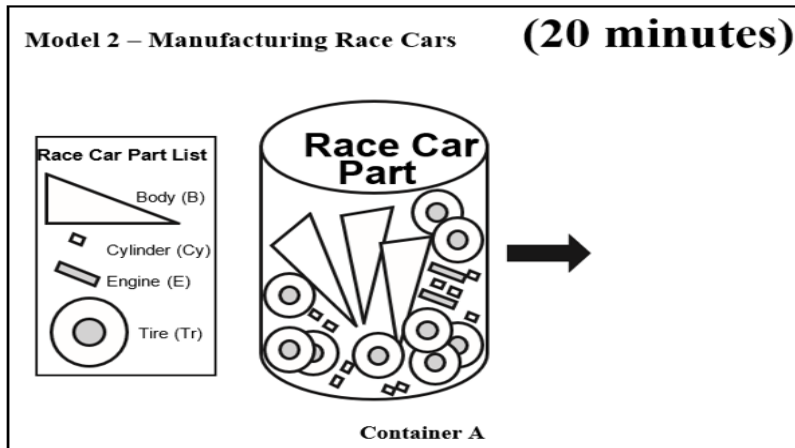 Model 2 – Manufacturing Race Cars (20 minutes)
Race Car Part List
Body (B)
Cylinder (Cy)
Engine (E)
Tire (Tr)
Race Car
Part
Container A